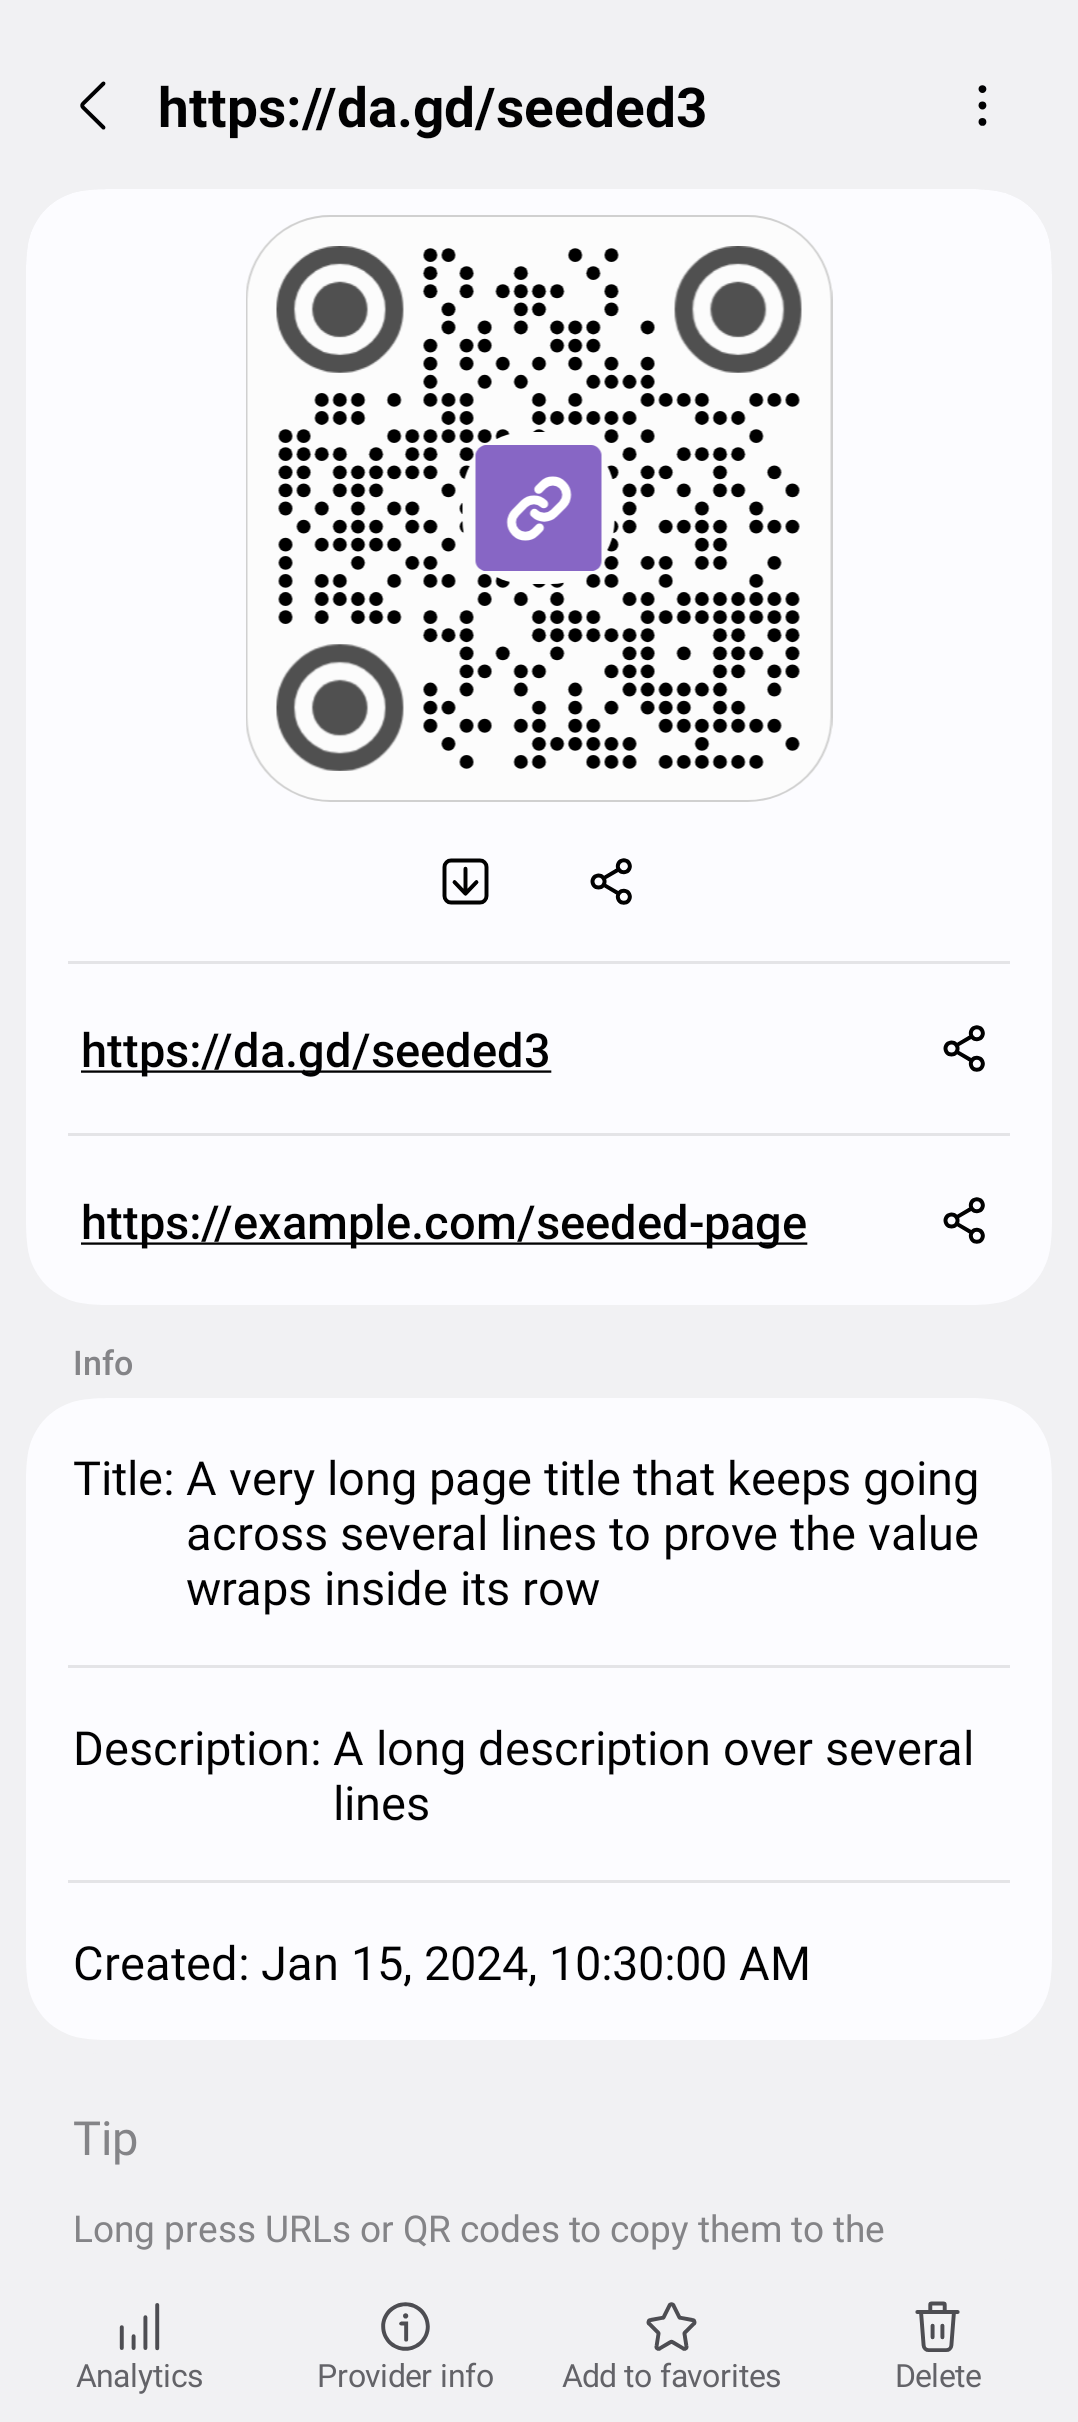 https://da.gd/seeded3
https://da.gd/seeded3
https://example.com/seeded-page
Info
Title: A very long page title that keeps going
across several lines to prove the value
wraps inside its row
Description: A long description over several
lines
Created: Jan 15, 2024, 10:30:00 AM
Tip
Long press URLs or QR codes to copy them to the
Analytics
Provider info
Add to favorites
Delete